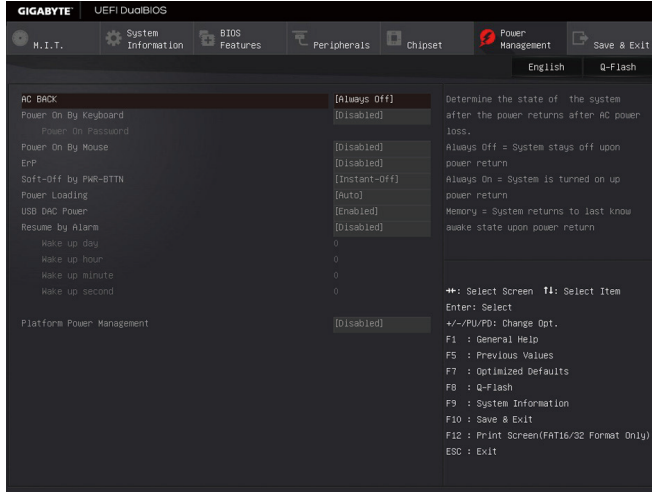 GIGABYTE™ UEFI DualBIOS
M.I.T. System Information BIOS Features Peripherals Chipset Power Management Save & Exit
English Q-Flash
AC BACK [Always Off]
Power On By Keyboard [Disabled]
Power On Password
Power On By Mouse [Disabled]
ErP [Disabled]
Soft-Off by PWR-BTTN [Instant-Off]
Power Loading [Auto]
USB DAC Power [Enabled]
Resume by Alarm [Disabled]
Wake up day 0
Wake up hour 0
Wake up minute 0
Wake up second 0
Platform Power Management [Disabled]
Determine the state of the system
after the power returns after AC power
loss.
Always Off = System stays off upon
power return
Always On = System is turned on up
power return
Memory = System returns to last know
awake state upon power return
→←: Select Screen ↑↓: Select Item
Enter: Select
+/-/PU/PD: Change Opt.
F1 : General Help
F5 : Previous Values
F7 : Optimized Defaults
F8 : Q-Flash
F9 : System Information
F10 : Save & Exit
F12 : Print Screen(FAT16/32 Format Only)
ESC : Exit